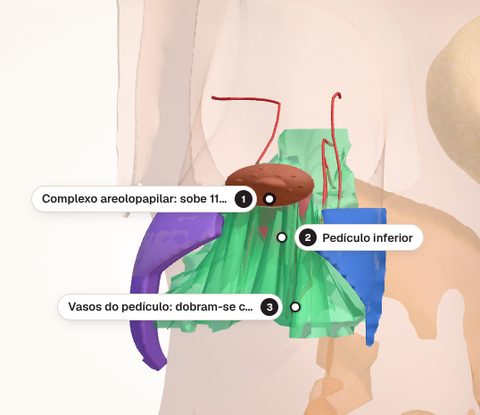 Complexo areolopapilar: sobe 11... 1
2 Pedículo inferior
Vasos do pedículo: dobram-se c... 3